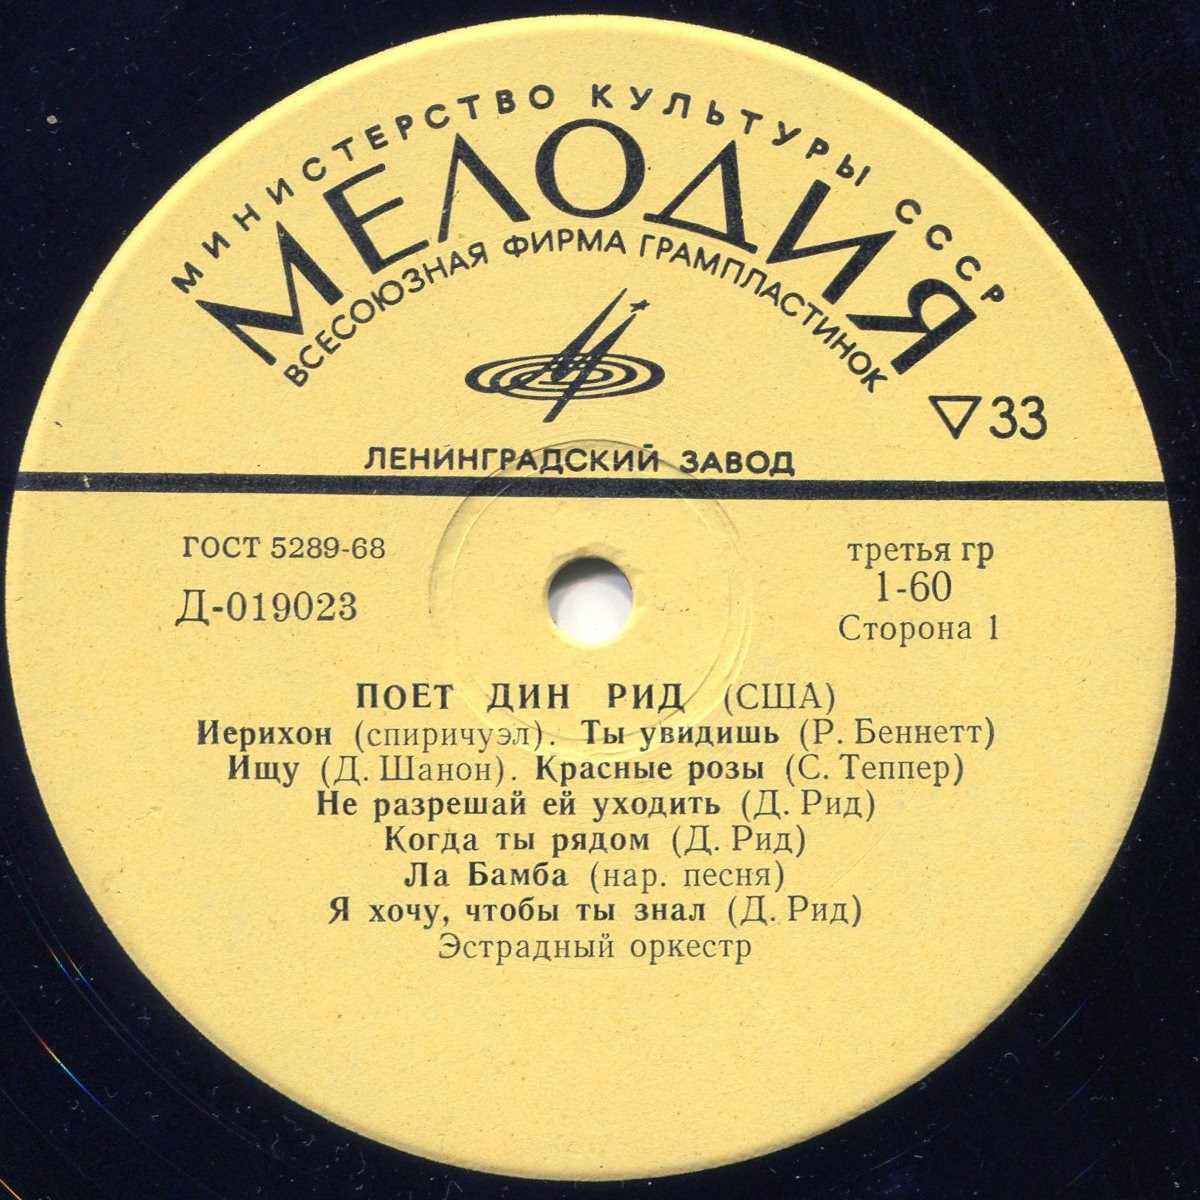 МИНИСТЕРСТВО КУЛЬТУРЫ СССР
МЕЛОДИЯ
ВСЕСОЮЗНАЯ ФИРМА ГРАМПЛАСТИНОК
▽33
ЛЕНИНГРАДСКИЙ ЗАВОД
ГОСТ 5289-68
Д-019023
третья гр
1-60
Сторона 1
ПОЕТ ДИН РИД (США)
Иерихон (спиричуэл). Ты увидишь (Р. Беннетт)
Ищу (Д. Шанон). Красные розы (С. Теппер)
Не разрешай ей уходить (Д. Рид)
Когда ты рядом (Д. Рид)
Ла Бамба (нар. песня)
Я хочу, чтобы ты знал (Д. Рид)
Эстрадный оркестр